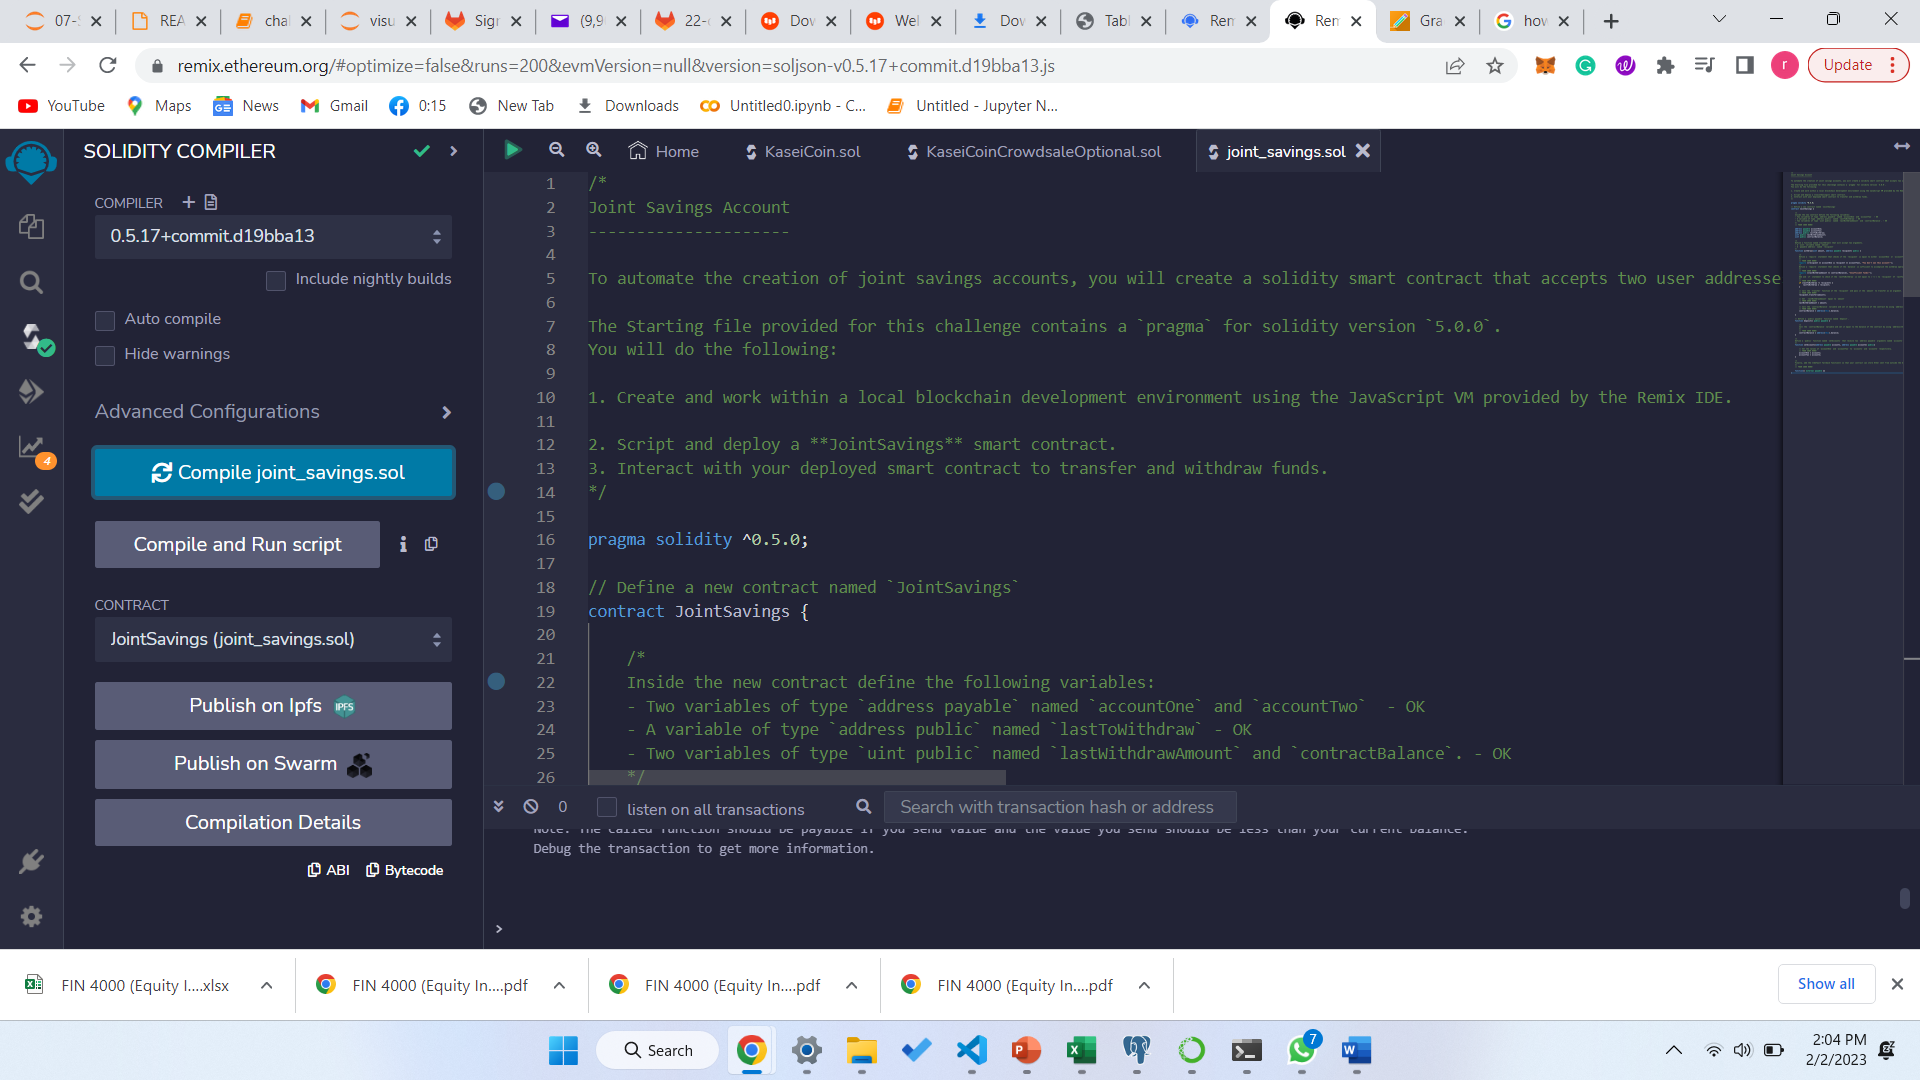 07-
REA
chal
visu
Sign
(9,9
22-
Dow
Wel
Dow
Tabl
Rem
Rem
Gra
how
remix.ethereum.org/#optimize=false&runs=200&evmVersion=null&version=soljson-v0.5.17+commit.d19bba13.js
r
Update
YouTube
Maps
News
Gmail
0:15
New Tab
Downloads
Untitled0.ipynb - C...
Untitled - Jupyter N...
SOLIDITY COMPILER
COMPILER
0.5.17+commit.d19bba13
Include nightly builds
Auto compile
Hide warnings
Advanced Configurations
4
Compile joint_savings.sol
Compile and Run script
CONTRACT
JointSavings (joint_savings.sol)
Publish on Ipfs
IPFS
Publish on Swarm
Compilation Details
ABI
Bytecode
Home
KaseiCoin.sol
KaseiCoinCrowdsaleOptional.sol
joint_savings.sol
1 /*
2 Joint Savings Account
3 ---------------------
4
5 To automate the creation of joint savings accounts, you will create a solidity smart contract that accepts two user addresse
6
7 The Starting file provided for this challenge contains a `pragma` for solidity version `5.0.0`.
8 You will do the following:
9
10 1. Create and work within a local blockchain development environment using the JavaScript VM provided by the Remix IDE.
11
12 2. Script and deploy a **JointSavings** smart contract.
13 3. Interact with your deployed smart contract to transfer and withdraw funds.
14 */
15
16 pragma solidity ^0.5.0;
17
18 // Define a new contract named `JointSavings`
19 contract JointSavings {
20
21 /*
22 Inside the new contract define the following variables:
23 - Two variables of type `address payable` named `accountOne` and `accountTwo`  - OK
24 - A variable of type `address public` named `lastToWithdraw` - OK
25 - Two variables of type `uint public` named `lastWithdrawAmount` and `contractBalance`. - OK
26 */
0
listen on all transactions
Search with transaction hash or address
Note: The called function should be payable if you send value and the value you send should be less than your current balance.
Debug the transaction to get more information.
>
FIN 4000 (Equity I....xlsx
FIN 4000 (Equity In....pdf
FIN 4000 (Equity In....pdf
FIN 4000 (Equity In....pdf
Show all
Search
7
2:04 PM
2/2/2023